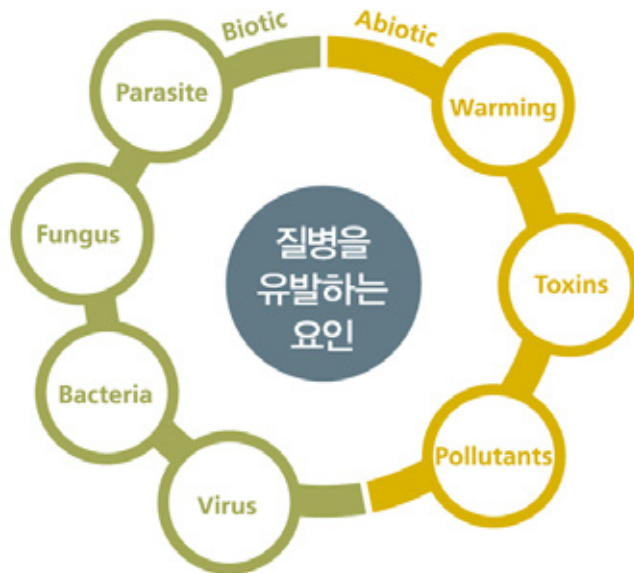 Biotic
Abiotic
Parasite
Warming
Fungus
질병을
유발하는
요인
Toxins
Bacteria
Pollutants
Virus